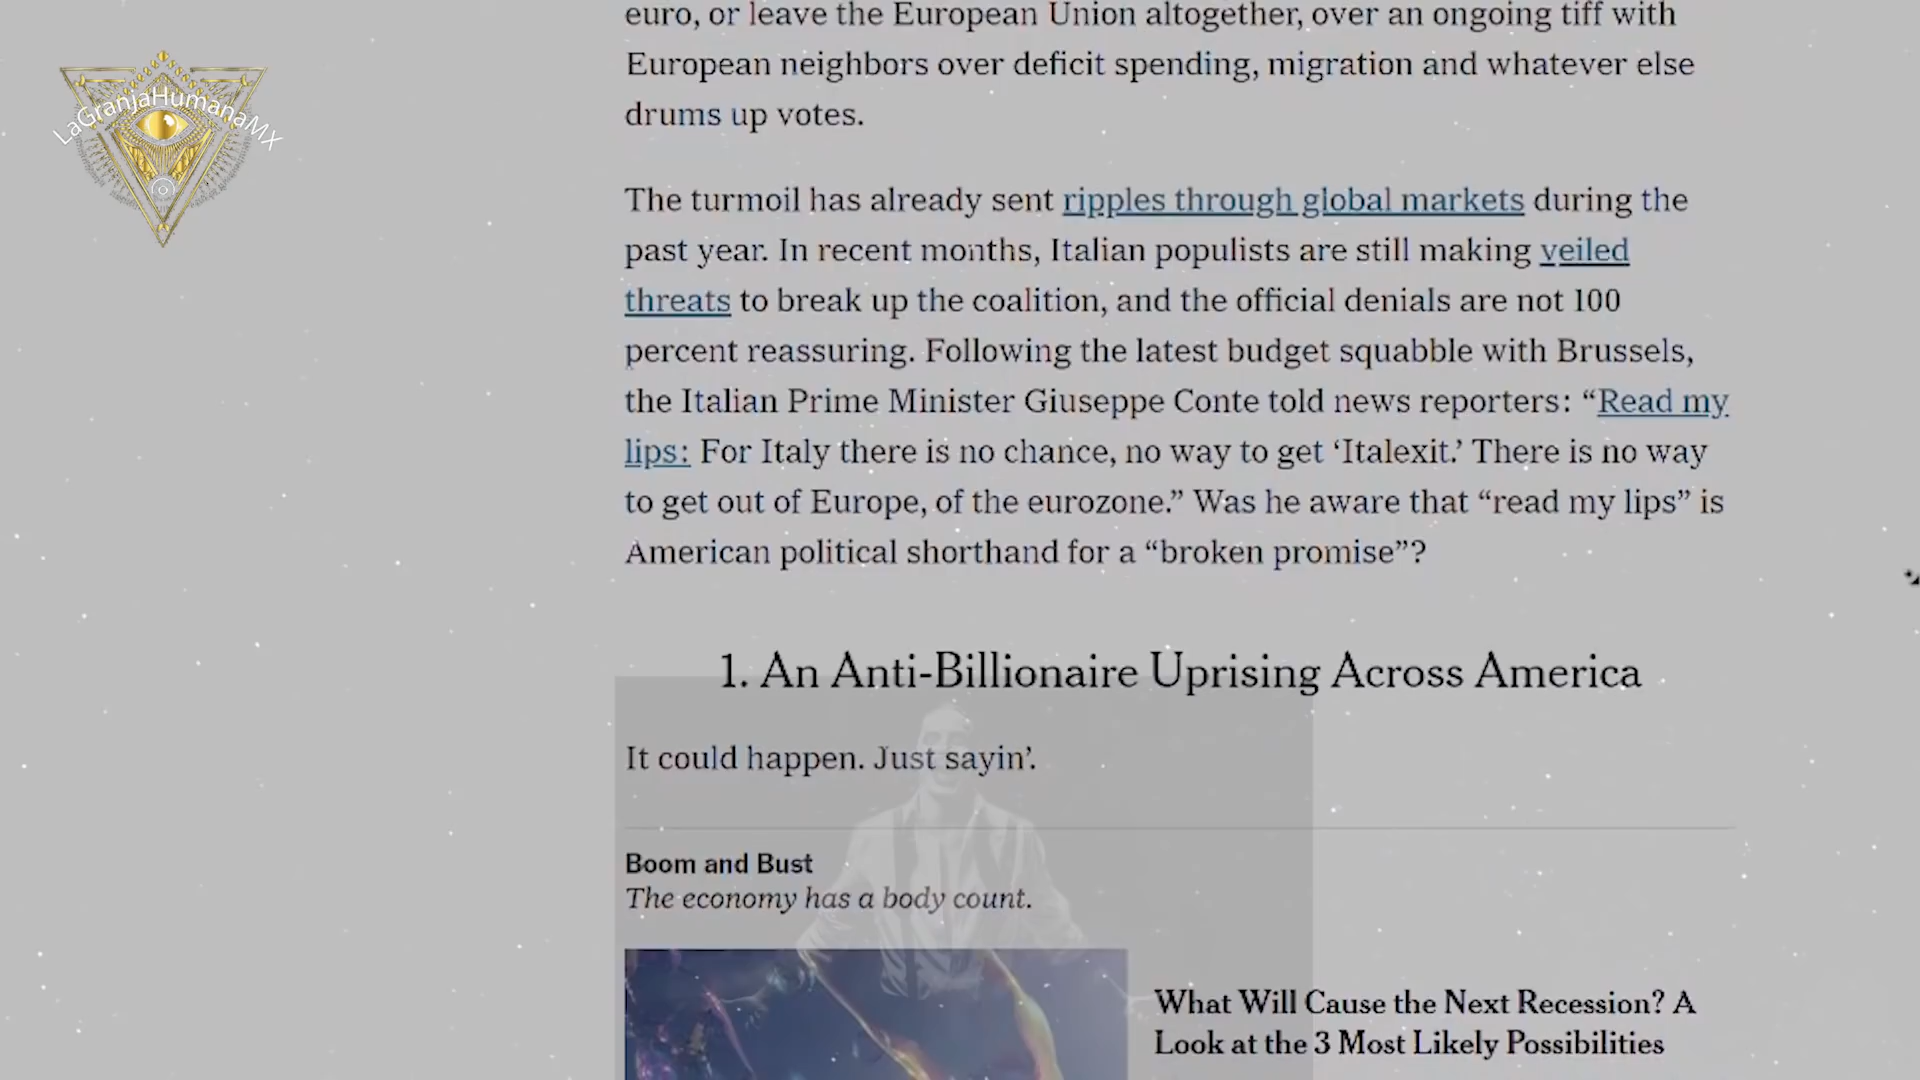 LaGranjaHumanaMX
euro, or leave the European Union altogether, over an ongoing tiff with
European neighbors over deficit spending, migration and whatever else
drums up votes.
The turmoil has already sent ripples through global markets during the
past year. In recent months, Italian populists are still making veiled
threats to break up the coalition, and the official denials are not 100
percent reassuring. Following the latest budget squabble with Brussels,
the Italian Prime Minister Giuseppe Conte told news reporters: “Read my
lips: For Italy there is no chance, no way to get ‘Italexit.’ There is no way
to get out of Europe, of the eurozone.” Was he aware that “read my lips” is
American political shorthand for a “broken promise”?
1. An Anti-Billionaire Uprising Across America
It could happen. Just sayin’.
Boom and Bust
The economy has a body count.
What Will Cause the Next Recession? A
Look at the 3 Most Likely Possibilities